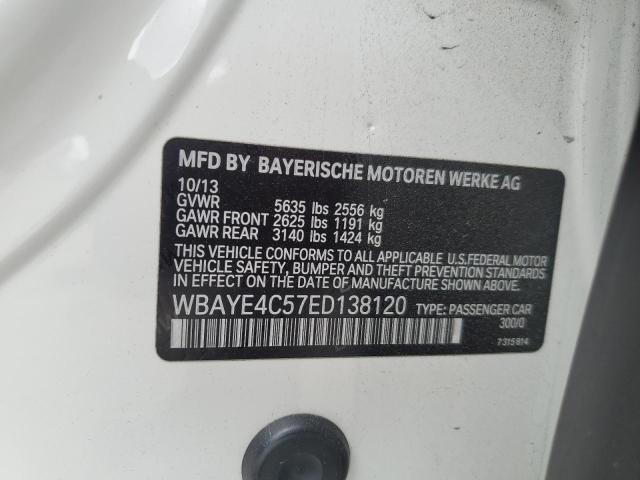 MFD BY BAYERISCHE MOTOREN WERKE AG
10/13
GVWR 5635 lbs 2556 kg
GAWR FRONT 2625 lbs 1191 kg
GAWR REAR 3140 lbs 1424 kg
THIS VEHICLE CONFORMS TO ALL APPLICABLE U.S.FEDERAL MOTOR
VEHICLE SAFETY, BUMPER AND THEFT PREVENTION STANDARDS
IN EFFECT ON THE DATE OF MANUFACTURE SHOWN ABOVE.
WBAYE4C57ED138120 TYPE: PASSENGER CAR
300/0
7315814